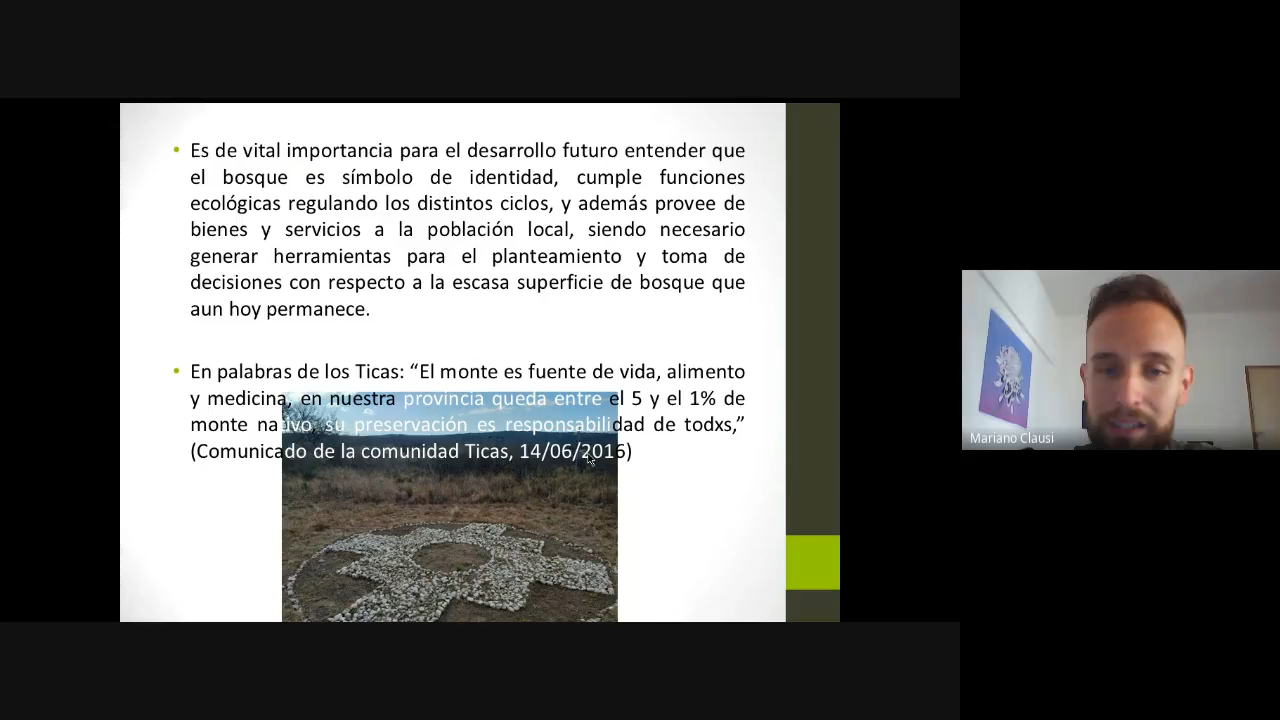 • Es de vital importancia para el desarrollo futuro entender que
el bosque es símbolo de identidad, cumple funciones
ecológicas regulando los distintos ciclos, y además provee de
bienes y servicios a la población local, siendo necesario
generar herramientas para el planteamiento y toma de
decisiones con respecto a la escasa superficie de bosque que
aun hoy permanece.
• En palabras de los Ticas: “El monte es fuente de vida, alimento
y medicina, en nuestra provincia queda entre el 5 y el 1% de
monte nativo, su preservación es responsabilidad de todxs,”
(Comunicado de la comunidad Ticas, 14/06/2016)
Mariano Clausi